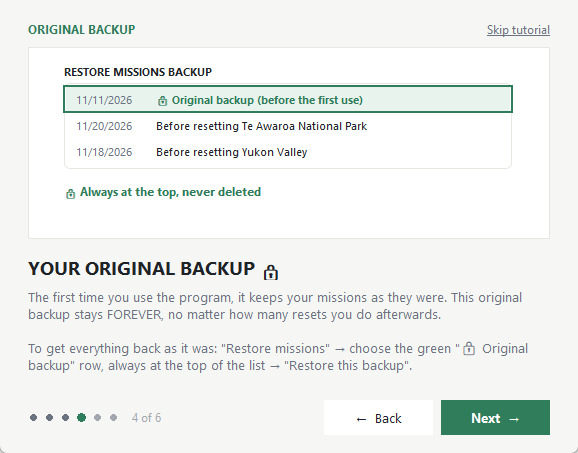 ORIGINAL BACKUP
Skip tutorial
RESTORE MISSIONS BACKUP
11/11/2026 🔒 Original backup (before the first use)
11/20/2026 Before resetting Te Awaroa National Park
11/18/2026 Before resetting Yukon Valley
🔒 Always at the top, never deleted
YOUR ORIGINAL BACKUP 🔒
The first time you use the program, it keeps your missions as they were. This original
backup stays FOREVER, no matter how many resets you do afterwards.
To get everything back as it was: "Restore missions" → choose the green "🔒 Original
backup" row, always at the top of the list → "Restore this backup".
4 of 6
← Back
Next →